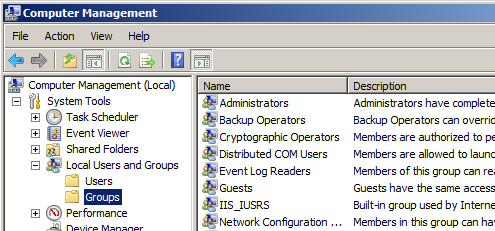 Computer Management
File Action View Help
Name Description
Computer Management (Local)
System Tools
Task Scheduler
Event Viewer
Shared Folders
Local Users and Groups
Users
Groups
Performance
Device Manager
Administrators Administrators have complete
Backup Operators Backup Operators can overrid
Cryptographic Operators Members are authorized to pe
Distributed COM Users Members are allowed to launc
Event Log Readers Members of this group can rea
Guests Guests have the same access
IIS_IUSRS Built-in group used by Interne
Network Configuration ... Members in this group can hav